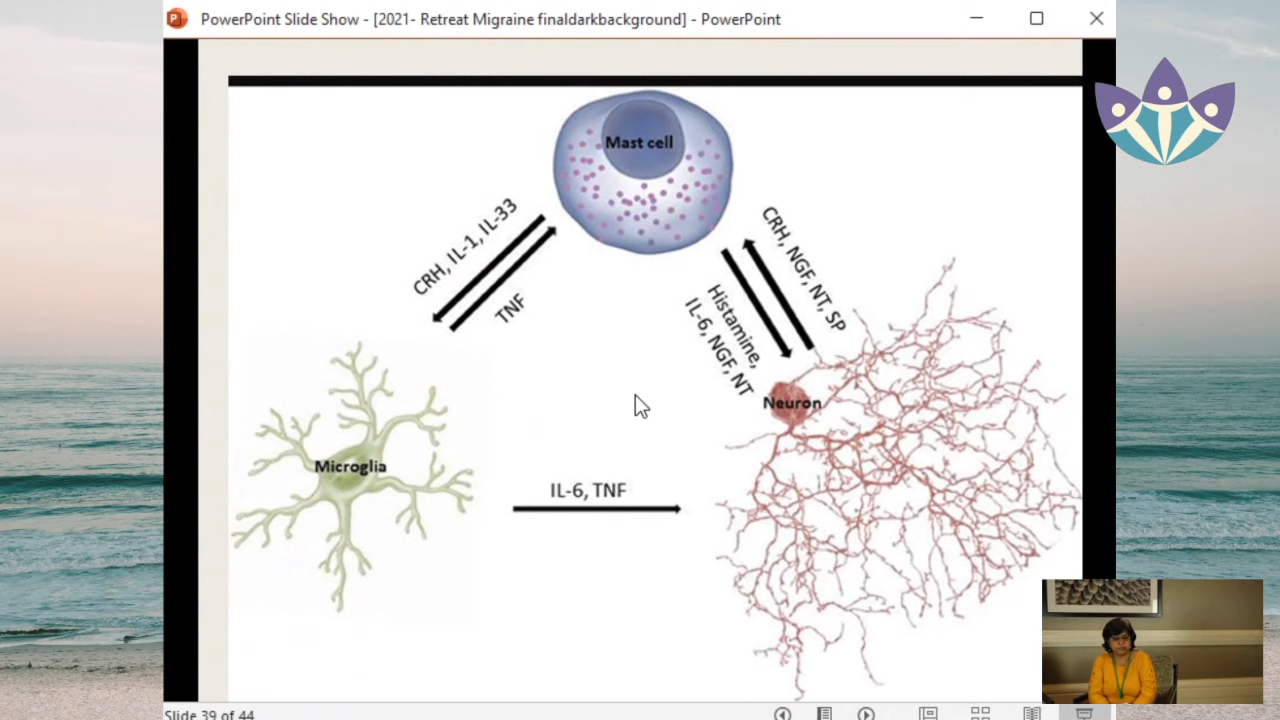 PowerPoint Slide Show - [2021- Retreat Migraine finaldarkbackground] - PowerPoint
Mast cell
CRH, IL-1, IL-33
TNF
CRH, NGF, NT, SP
Histamine,
IL-6, NGF, NT
Neuron
Microglia
IL-6, TNF
Slide 39 of 44